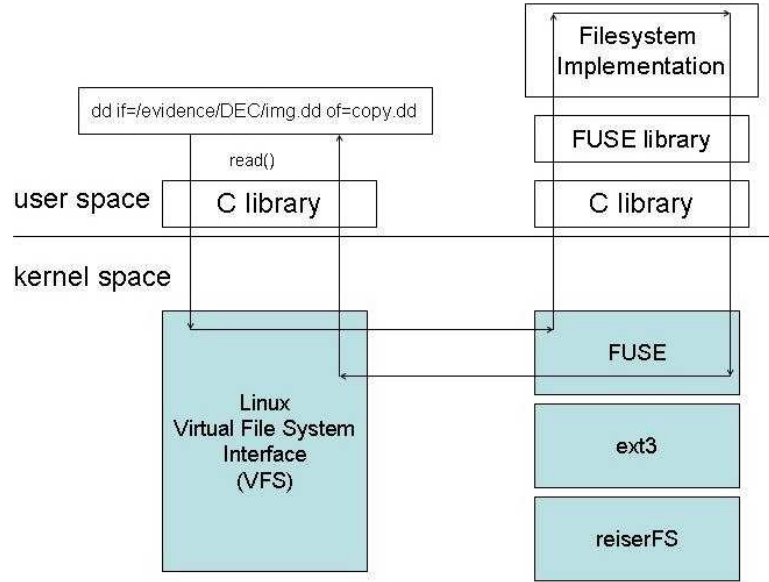 Filesystem
Implementation
dd if=/evidence/DEC/img.dd of=copy.dd
FUSE library
read()
user space
C library
C library
kernel space
FUSE
Linux
Virtual File System
Interface
(VFS)
ext3
reiserFS